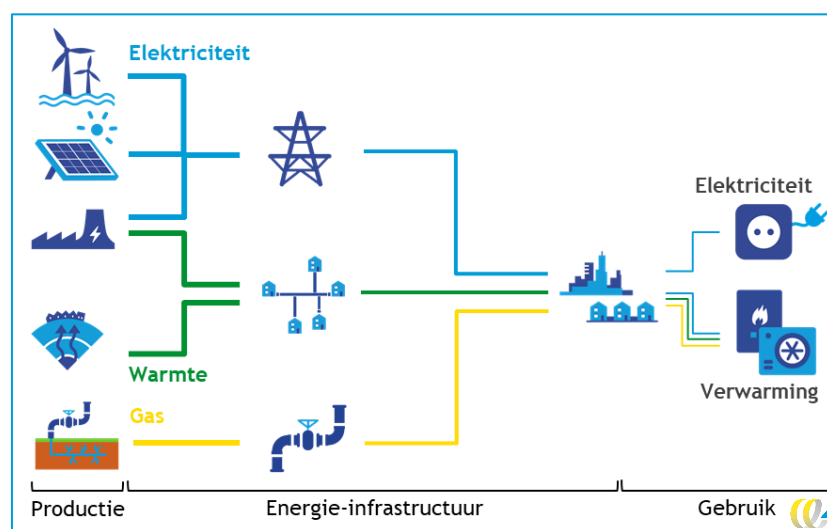 Elektriciteit
Elektriciteit
Verwarming
Warmte
Gas
Productie
Energie-infrastructuur
Gebruik